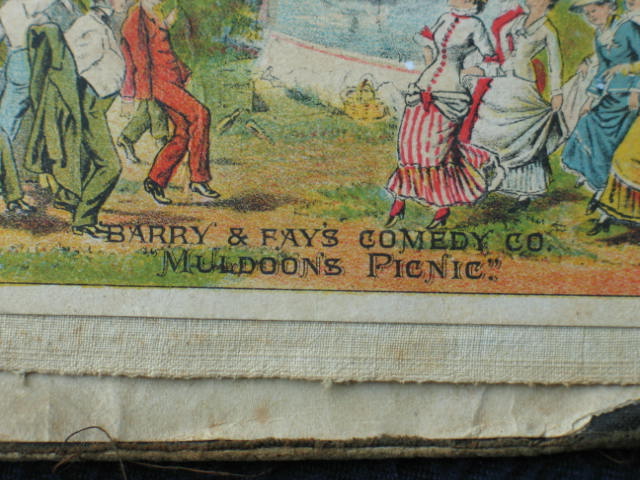 BARRY & FAY'S COMEDY CO.
"MULDOON'S PICNIC."